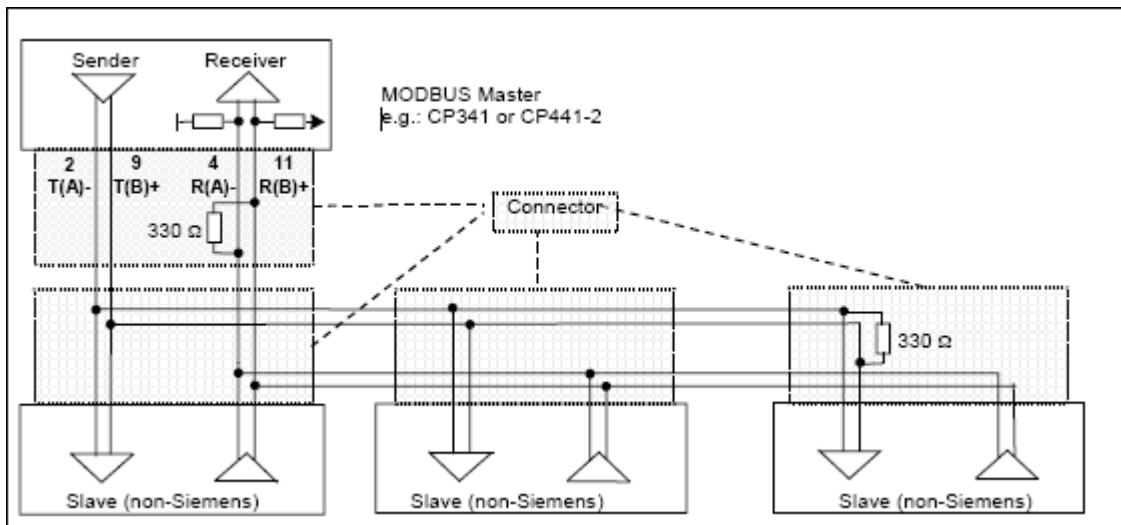 Sender Receiver
MODBUS Master
e.g.: CP341 or CP441-2
2 9 4 11
T(A)- T(B)+ R(A)- R(B)+
Connector
330 Ω
330 Ω
Slave (non-Siemens) Slave (non-Siemens) Slave (non-Siemens)